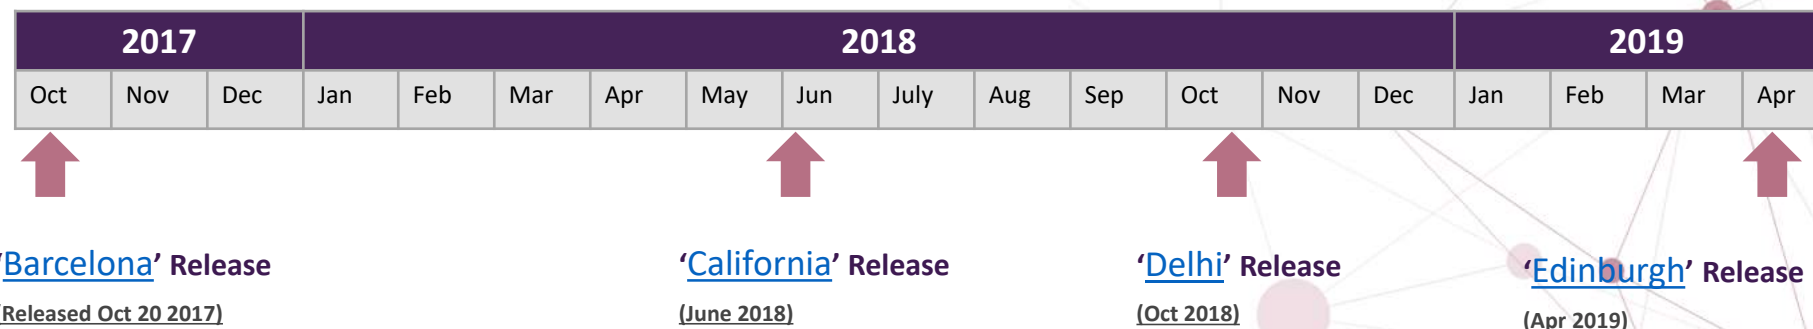 2017 2018 2019
Oct Nov Dec Jan Feb Mar Apr May Jun July Aug Sep Oct Nov Dec Jan Feb Mar Apr
'Barcelona' Release ‘California’ Release ‘Delhi’ Release ‘Edinburgh’ Release
(Released Oct 20 2017) (June 2018) (Oct 2018) (Apr 2019)